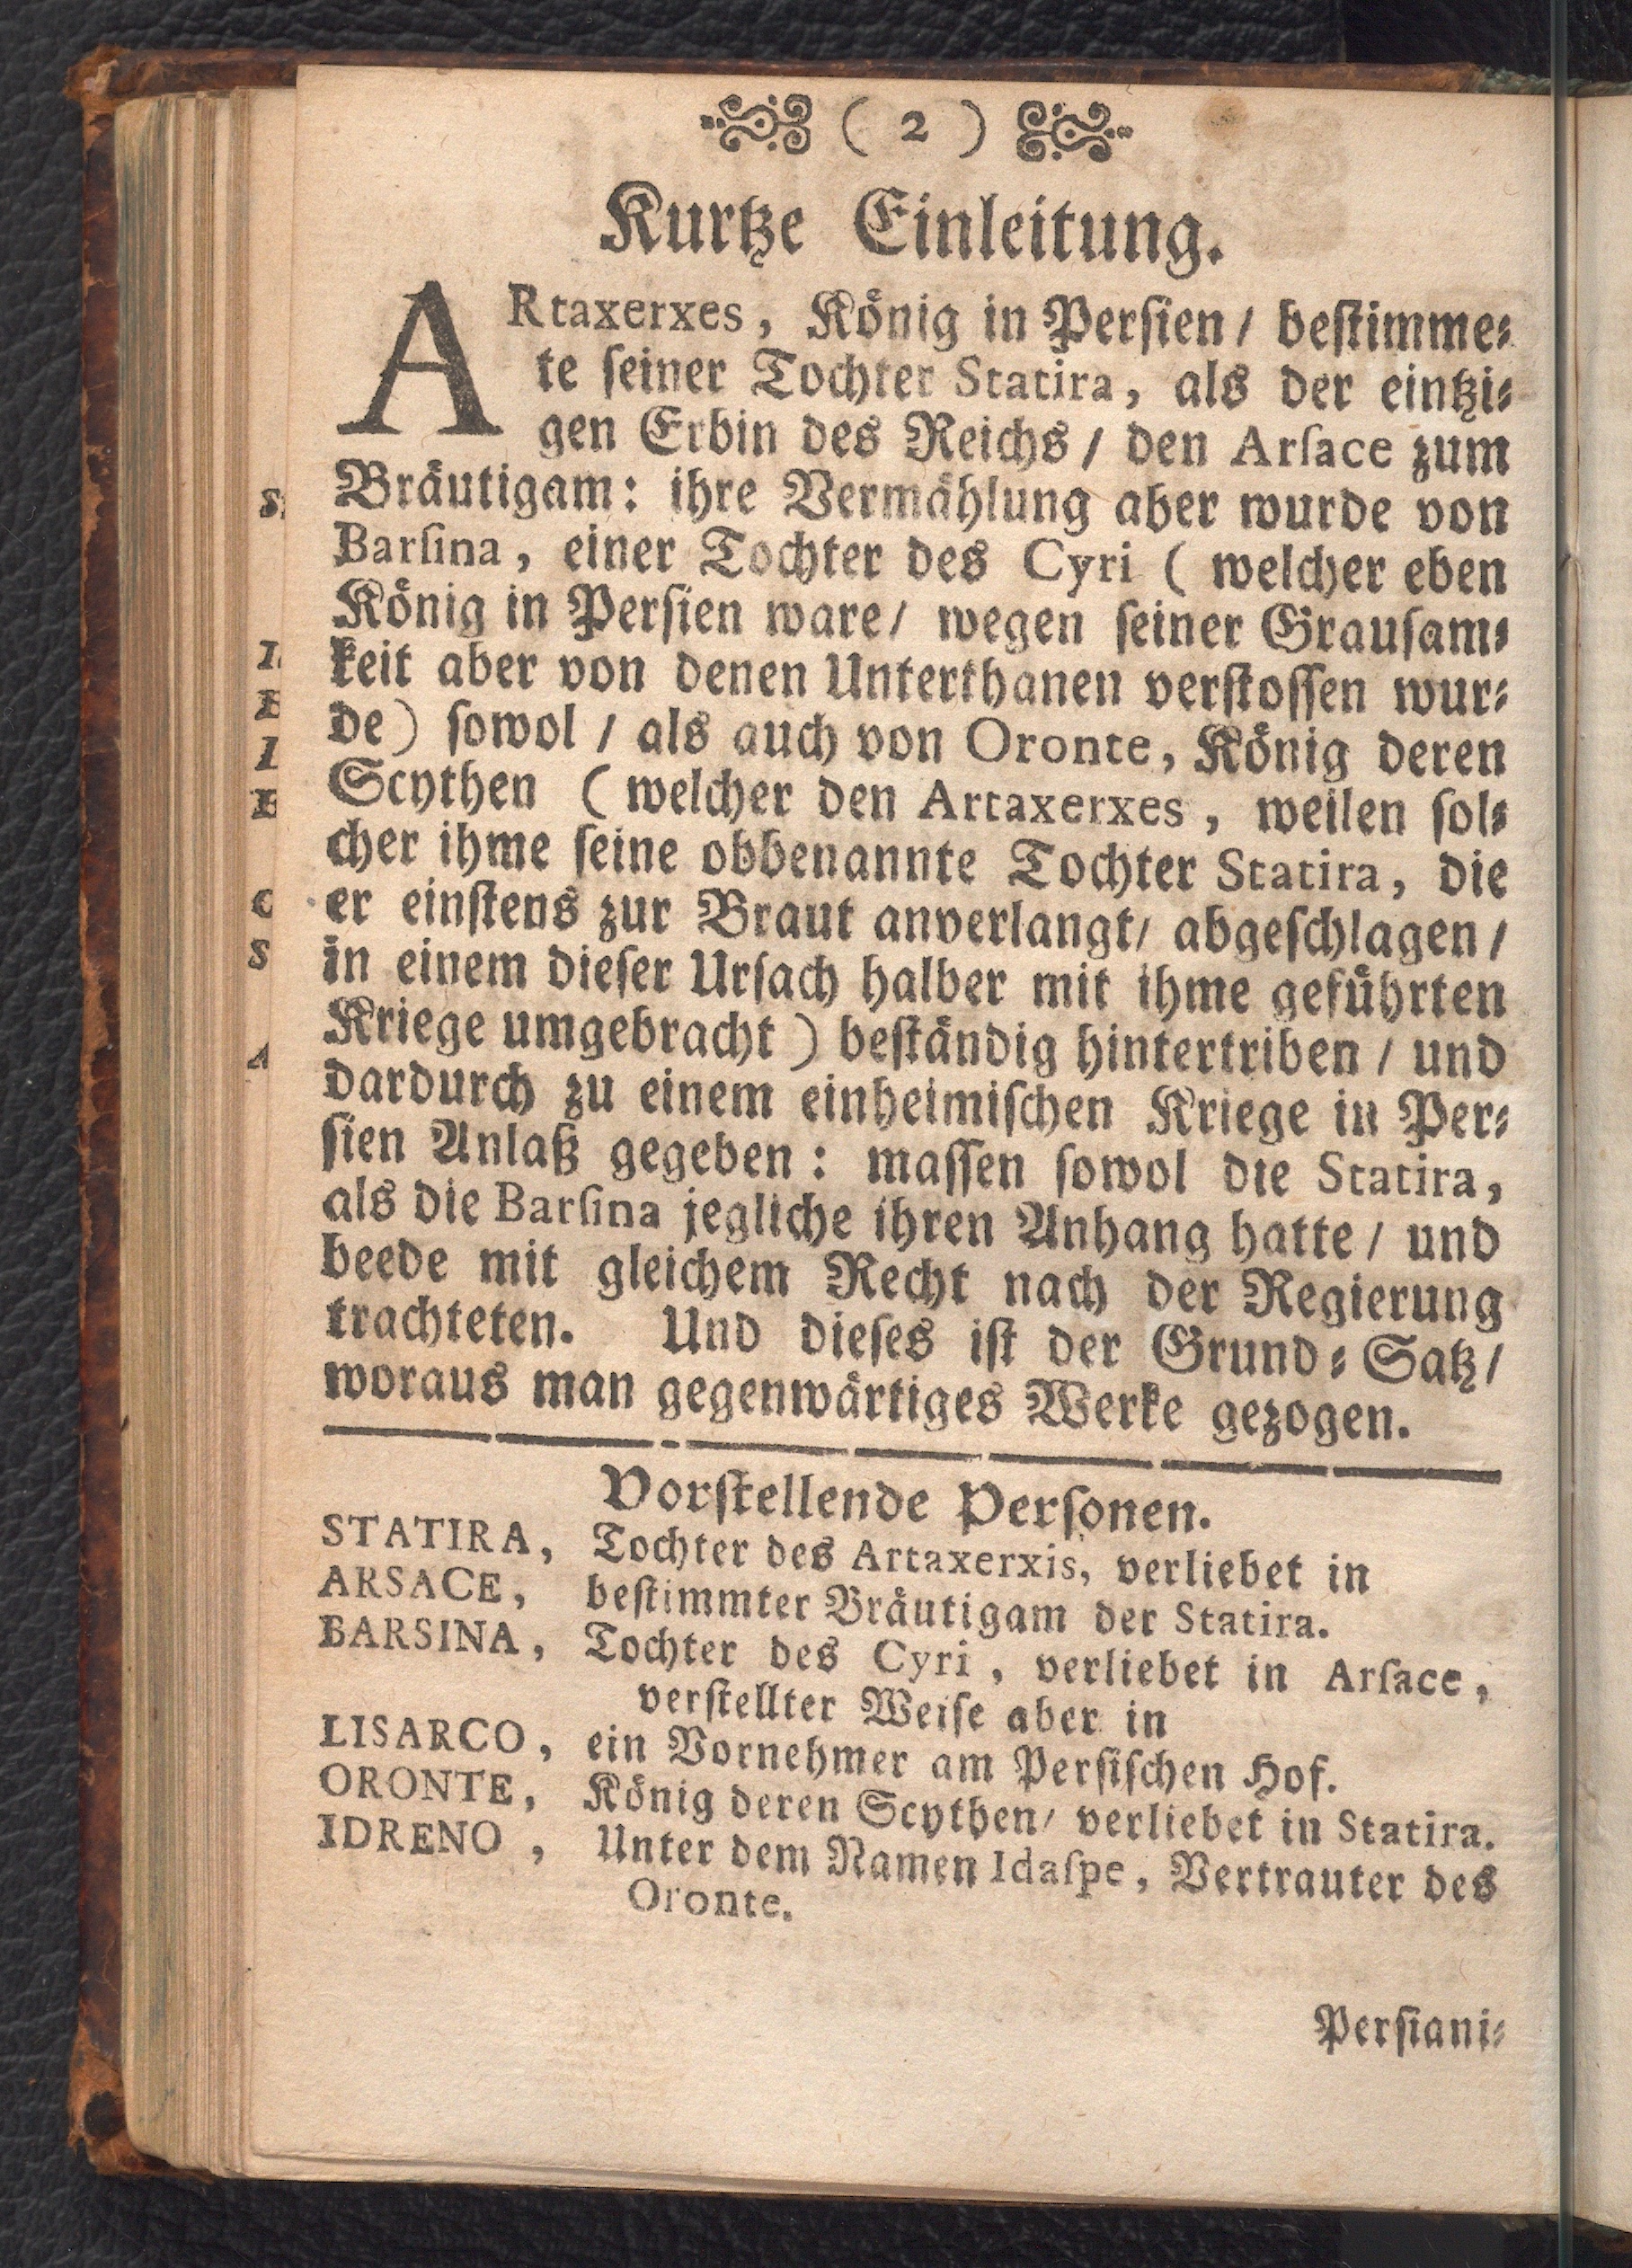 ( 2 )
Kurtze Einleitung.
ARtaxerxes, König in Persien / bestimme⸗
te seiner Tochter Statira, als der eintzi⸗
gen Erbin des Reichs / den Arsace zum
Bräutigam: ihre Vermählung aber wurde von
Barsina, einer Tochter des Cyri ( welcher eben
König in Persien ware / wegen seiner Grausam⸗
keit aber von denen Unterthanen verstossen wur⸗
de) sowol / als auch von Oronte, König deren
Scythen ( welcher den Artaxerxes, weilen sol⸗
cher ihme seine obbenannte Tochter Statira, die
er einstens zur Braut anverlangt / abgeschlagen /
in einem dieser Ursach halber mit ihme geführten
Kriege umgebracht ) beständig hintertriben / und
dardurch zu einem einheimischen Kriege in Per⸗
sien Anlaß gegeben: massen sowol die Statira,
als die Barsina jegliche ihren Anhang hatte / und
beede mit gleichem Recht nach der Regierung
trachteten. Und dieses ist der Grund⸗Satz /
woraus man gegenwärtiges Werke gezogen.
Vorstellende Personen.
STATIRA, Tochter des Artaxerxis, verliebet in
ARSACE, bestimmter Bräutigam der Statira.
BARSINA, Tochter des Cyri, verliebet in Arsace,
verstellter Weise aber in
LISARCO, ein Vornehmer am Persischen Hof.
ORONTE, König deren Scythen / verliebet in Statira.
IDRENO, Unter dem Namen Idaspe, Vertrauter des
Oronte.
Persiani⸗